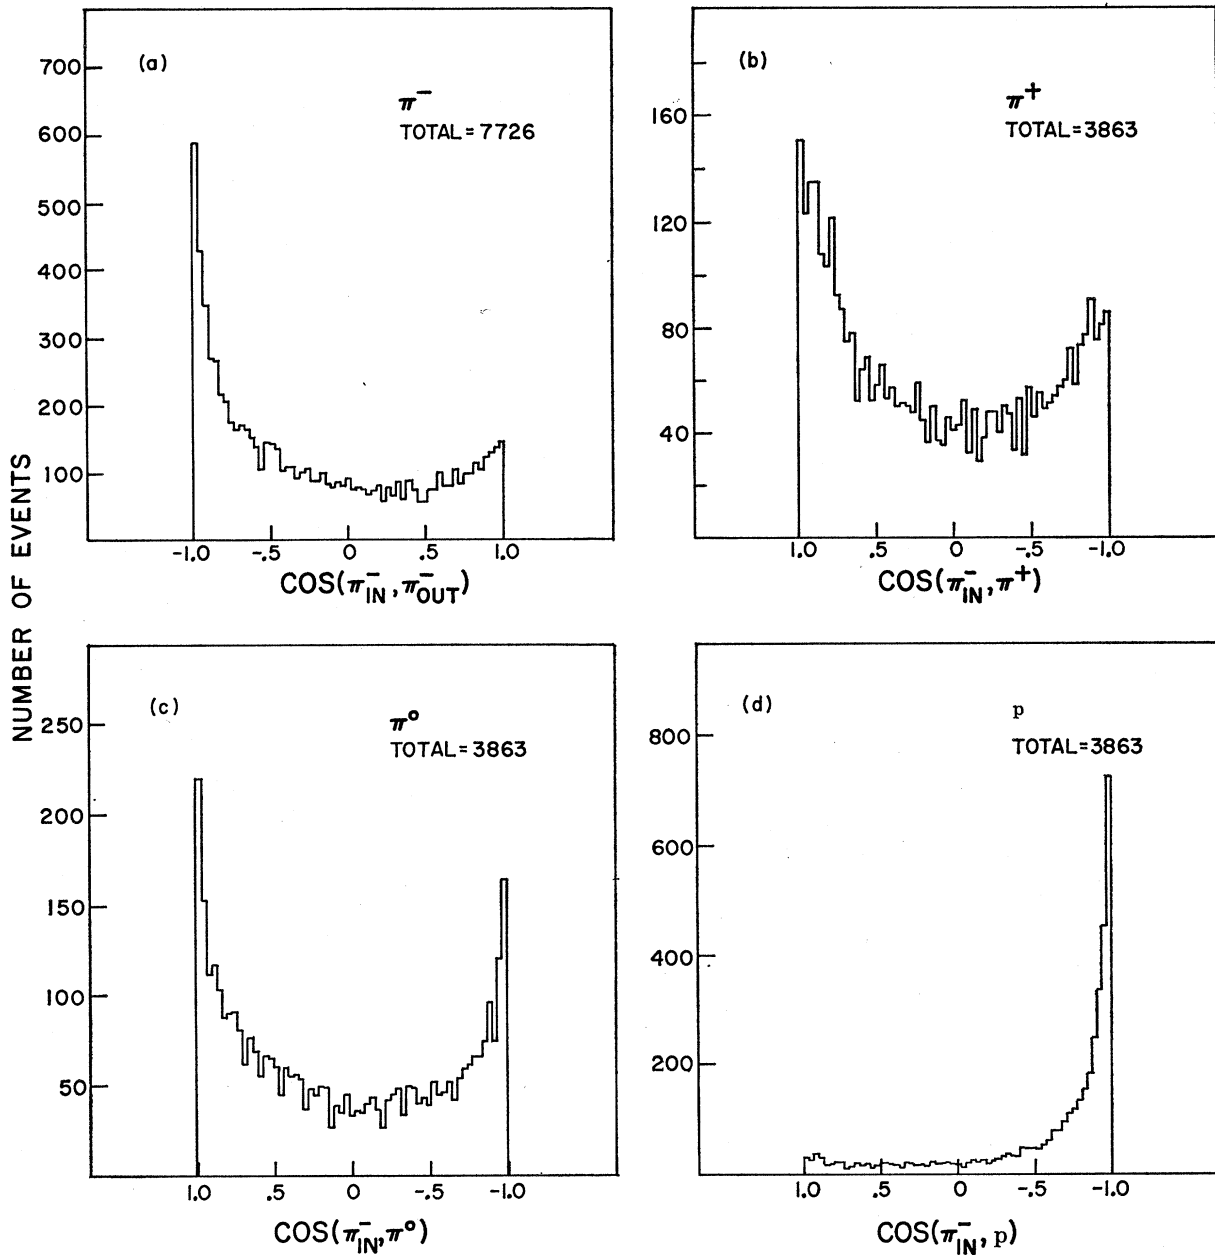 NUMBER OF EVENTS
(a)
π⁻
TOTAL = 7726
700
600
500
400
300
200
100
-1.0 -.5 0 .5 1.0
COS(π⁻IN, π⁻OUT)
(b)
π⁺
TOTAL=3863
160
120
80
40
1.0 .5 0 -.5 -1.0
COS(π⁻IN, π⁺)
(c)
π⁰
TOTAL=3863
250
200
150
100
50
1.0 .5 0 -.5 -1.0
COS(π⁻IN, π⁰)
(d)
p
TOTAL=3863
800
600
400
200
1.0 .5 0 -.5 -1.0
COS(π⁻IN, p)